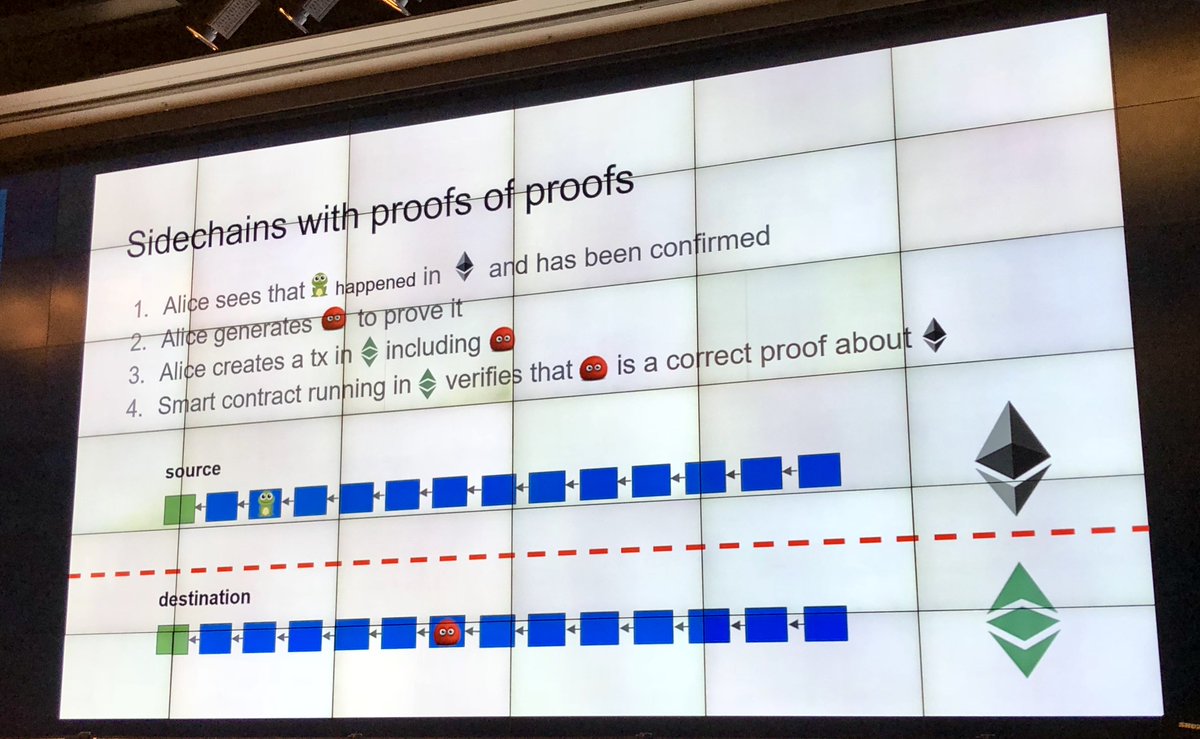 Sidechains with proofs of proofs
1. Alice sees that happened in and has been confirmed
2. Alice generates to prove it
3. Alice creates a tx in including
4. Smart contract running in verifies that is a correct proof about
source
destination